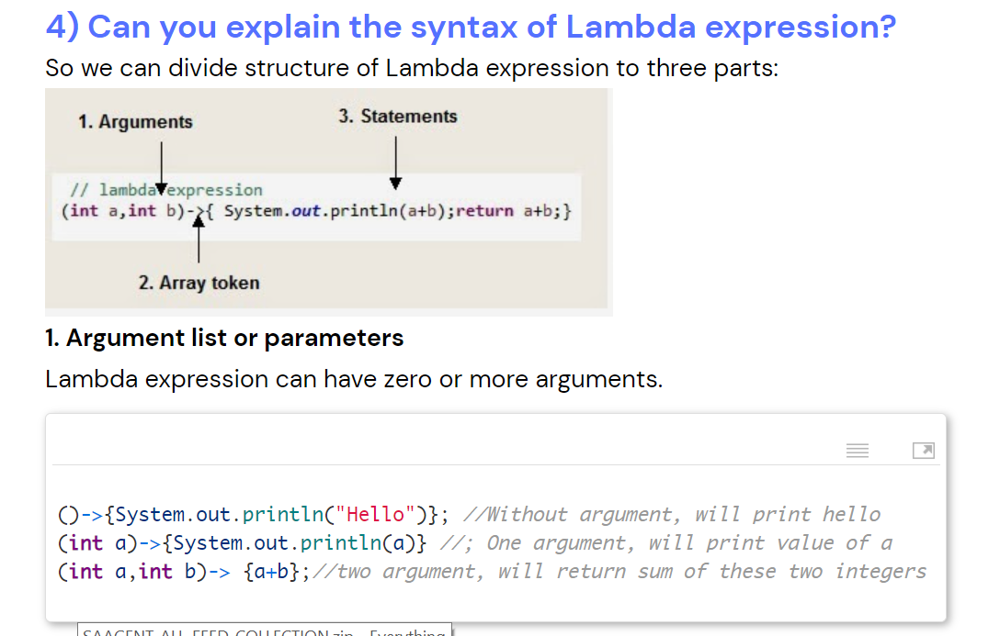 4) Can you explain the syntax of Lambda expression?
So we can divide structure of Lambda expression to three parts:
1. Arguments
3. Statements
// lambda expression
(int a,int b)->{ System.out.println(a+b);return a+b;}
2. Array token
1. Argument list or parameters
Lambda expression can have zero or more arguments.
()->{System.out.println("Hello")}; //Without argument, will print hello
(int a)->{System.out.println(a)} //; One argument, will print value of a
(int a,int b)-> {a+b};//two argument, will return sum of these two integers